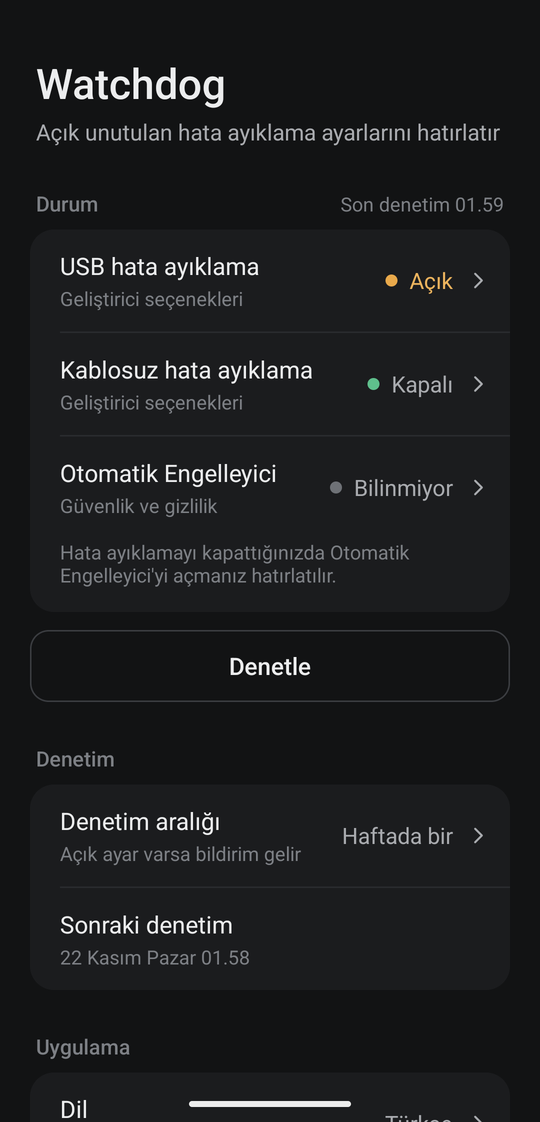 Watchdog
Açık unutulan hata ayıklama ayarlarını hatırlatır
Durum
Son denetim 01.59
USB hata ayıklama
Geliştirici seçenekleri
Açık
Kablosuz hata ayıklama
Geliştirici seçenekleri
Kapalı
Otomatik Engelleyici
Güvenlik ve gizlilik
Bilinmiyor
Hata ayıklamayı kapattığınızda Otomatik
Engelleyici'yi açmanız hatırlatılır.
Denetle
Denetim
Denetim aralığı
Açık ayar varsa bildirim gelir
Haftada bir
Sonraki denetim
22 Kasım Pazar 01.58
Uygulama
Dil
Türkçe